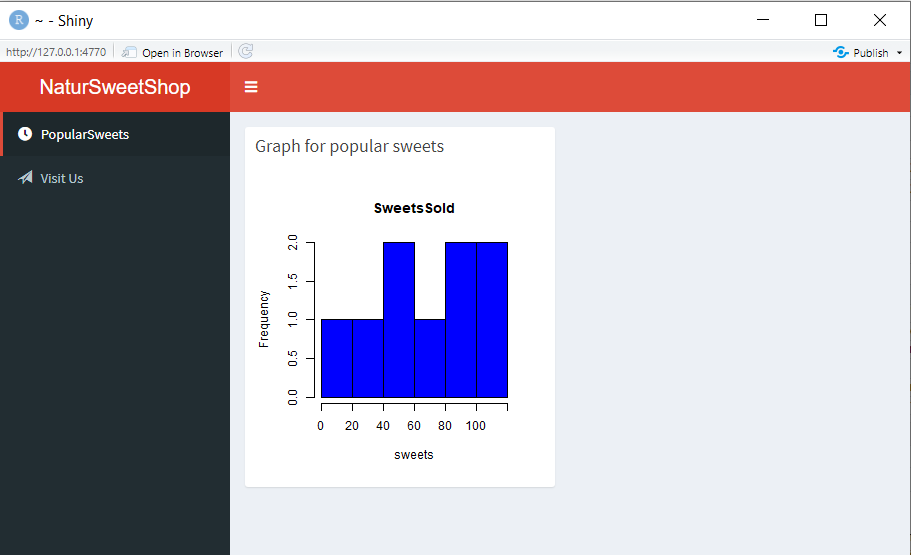 R ~ - Shiny
http://127.0.0.1:4770 Open in Browser Publish
NaturSweetShop
PopularSweets
Visit Us
Graph for popular sweets
SweetsSold
Frequency
2.0
1.5
1.0
0.5
0.0
0 20 40 60 80 100
sweets